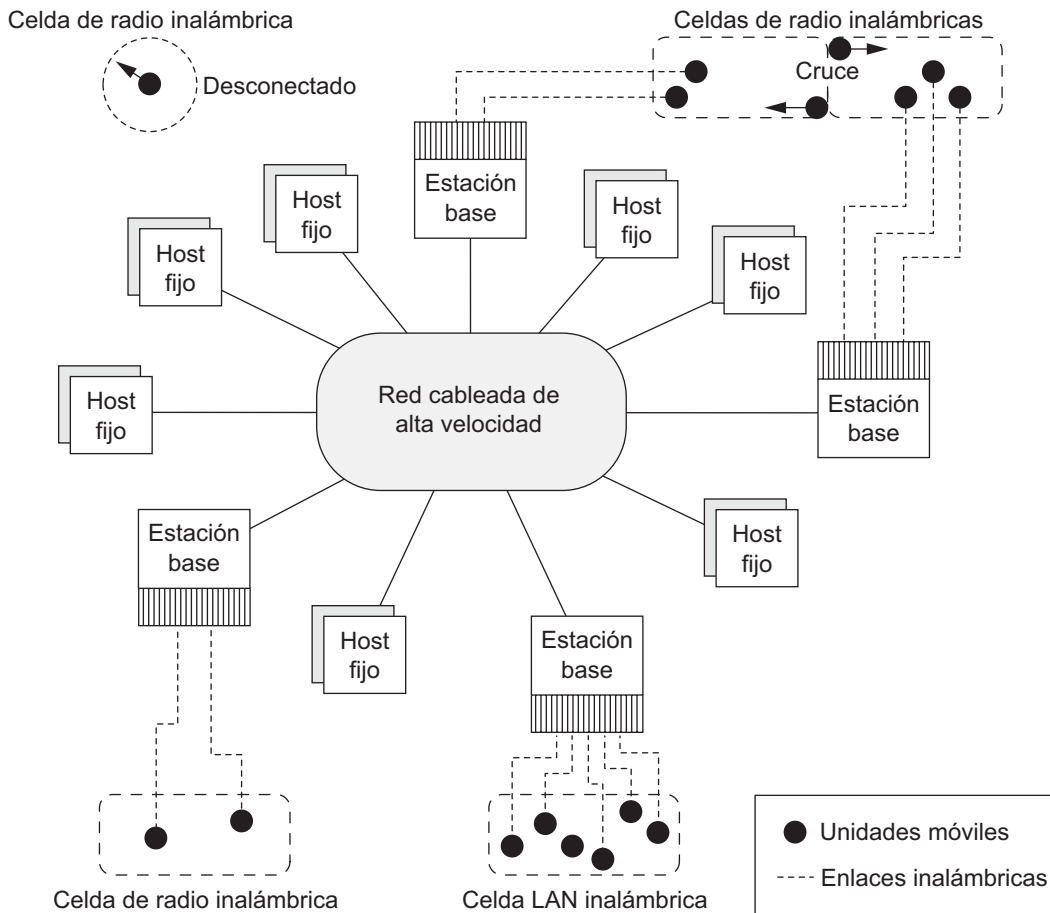 Celda de radio inalámbrica
Desconectado
Celdas de radio inalámbricas
Cruce
Estación
base
Host
fijo
Host
fijo
Host
fijo
Host
fijo
Host
fijo
Red cableada de
alta velocidad
Estación
base
Estación
base
Host
fijo
Host
fijo
Estación
base
Celda de radio inalámbrica
Celda LAN inalámbrica
Unidades móviles
Enlaces inalámbricas